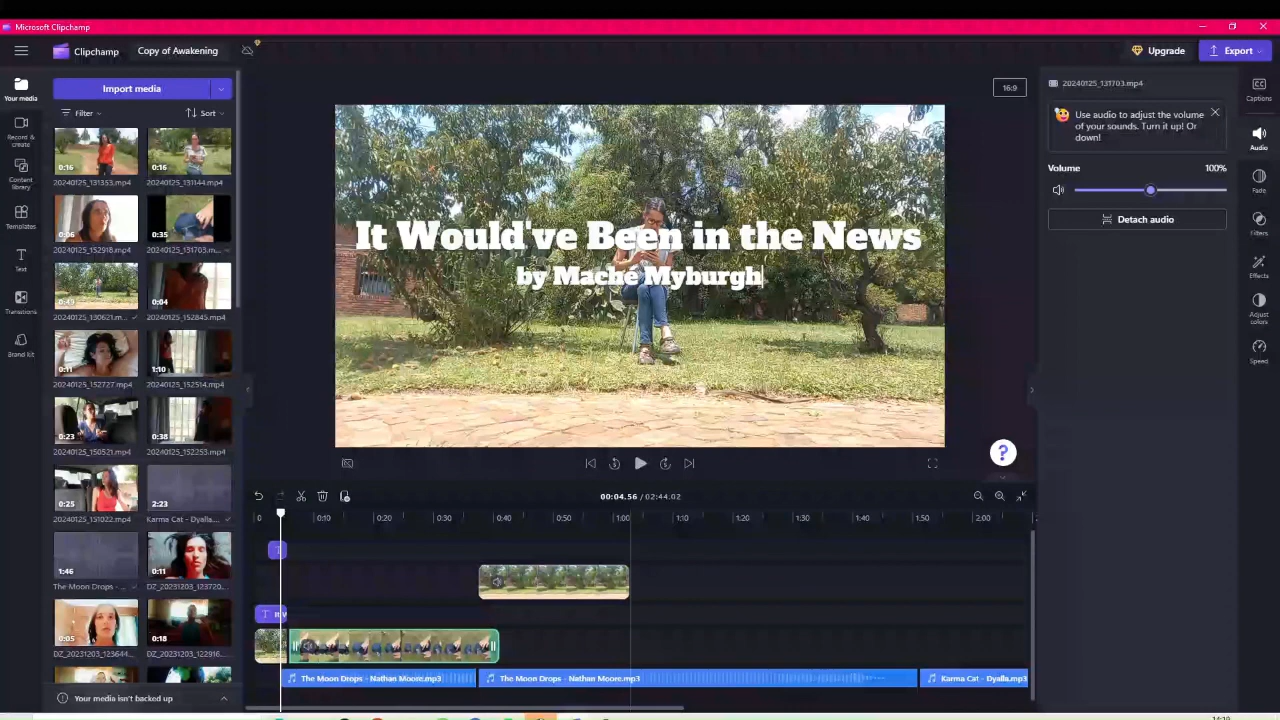 Microsoft Clipchamp
Clipchamp
Copy of Awakening
Upgrade
Export
Your media
Import media
Filter
Sort
Record & create
Content library
Templates
Text
Transitions
Brand kit
0:16
0:16
20240125_131353.mp4
20240125_131144.mp4
0:06
0:35
20240125_152918.mp4
20240125_131703.m...
0:49
0:04
20240125_130621.m...
20240125_152845.mp4
0:11
1:10
20240125_152727.mp4
20240125_152514.mp4
0:23
0:38
20240125_150521.mp4
20240125_152253.mp4
0:25
2:23
20240125_151022.mp4
Karma Cat - Dyalla....
1:46
0:11
The Moon Drops - ...
DZ_20231203_123720...
0:05
0:18
DZ_20231203_123644...
DZ_20231203_122916...
Your media isn't backed up
16:9
It Would've Been in the News
by Maché Myburgh
?
00:04.56 / 02:44.02
0
0:10
0:20
0:30
0:40
0:50
1:00
1:10
1:20
1:30
1:40
1:50
2:00
The Moon Drops - Nathan Moore.mp3
The Moon Drops - Nathan Moore.mp3
Karma Cat - Dyalla.mp3
20240125_131703.mp4
Use audio to adjust the volume
of your sounds. Turn it up! Or
down!
Volume
100%
Detach audio
Captions
Audio
Fade
Filters
Effects
Adjust colors
Speed